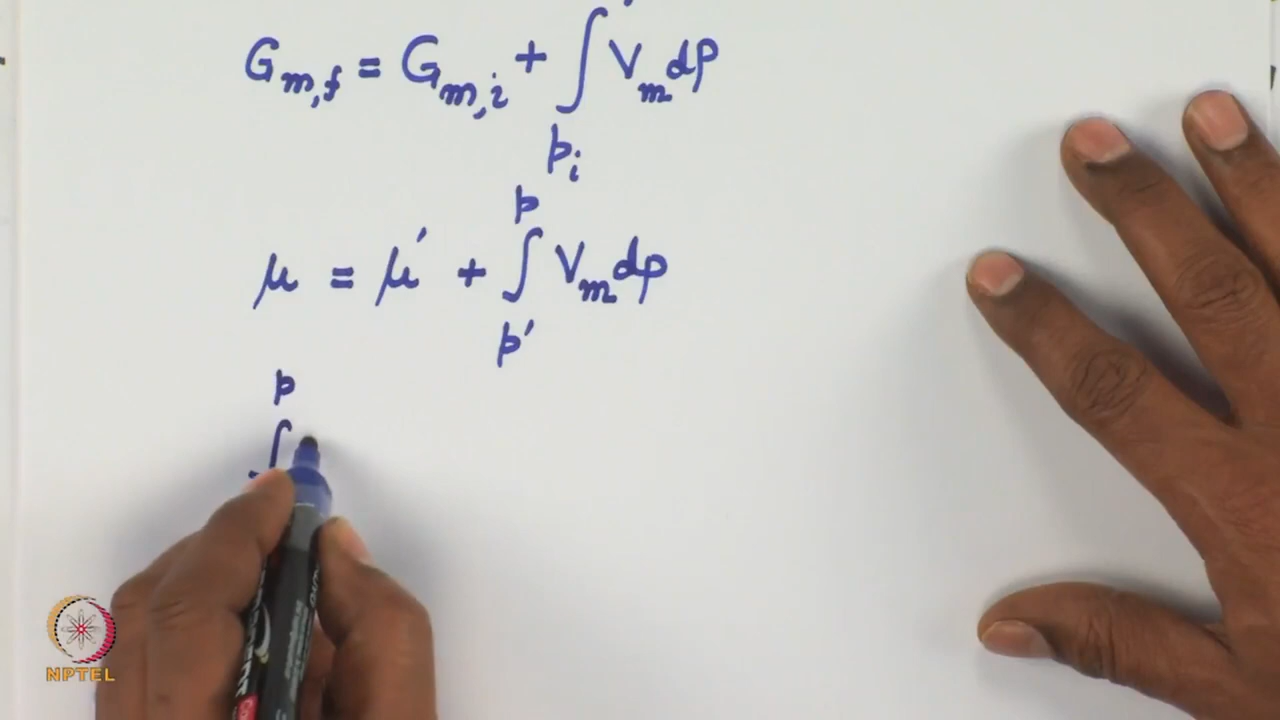 G_{m,f} = G_{m,i} + ∫_{p_i} V_m dp
μ = μ′ + ∫_{p′}^{p} V_m dp
p
∫
NPTEL